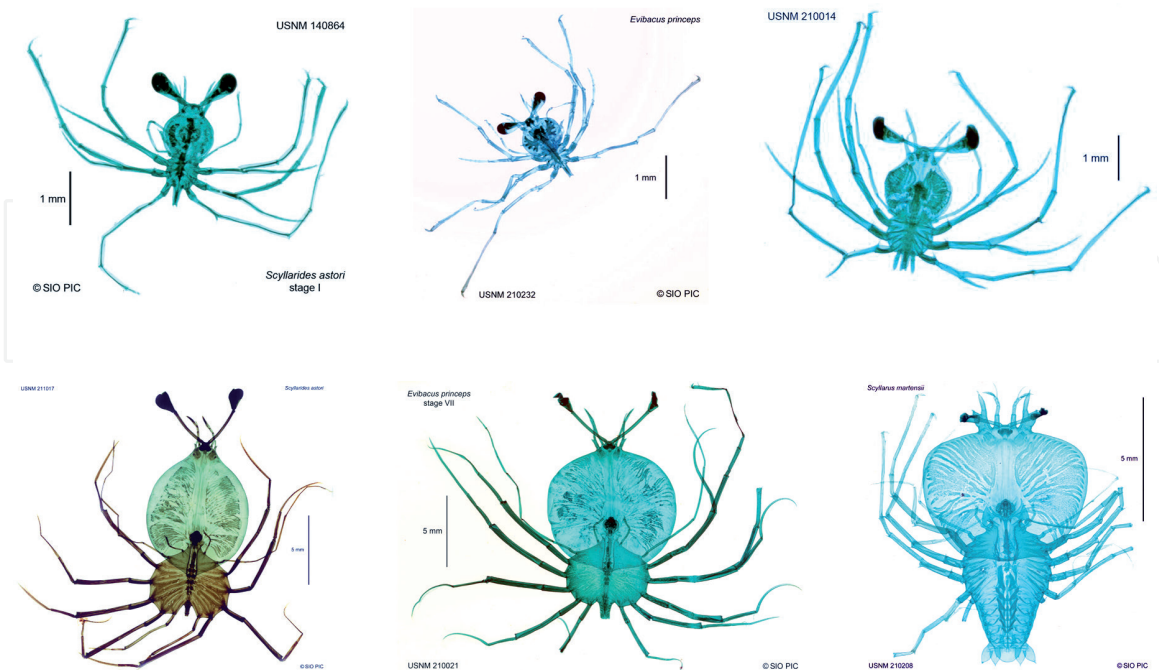 USNM 140864
1 mm
Scyllarides astori
stage I
© SIO PIC
Evibacus princeps
1 mm
USNM 210232
© SIO PIC
USNM 210014
1 mm
USNM 211017
Scyllarides astori
5 mm
© SIO PIC
Evibacus princeps
stage VII
5 mm
USNM 210021
© SIO PIC
Scyllarus martensii
5 mm
USNM 210208
© SIO PIC